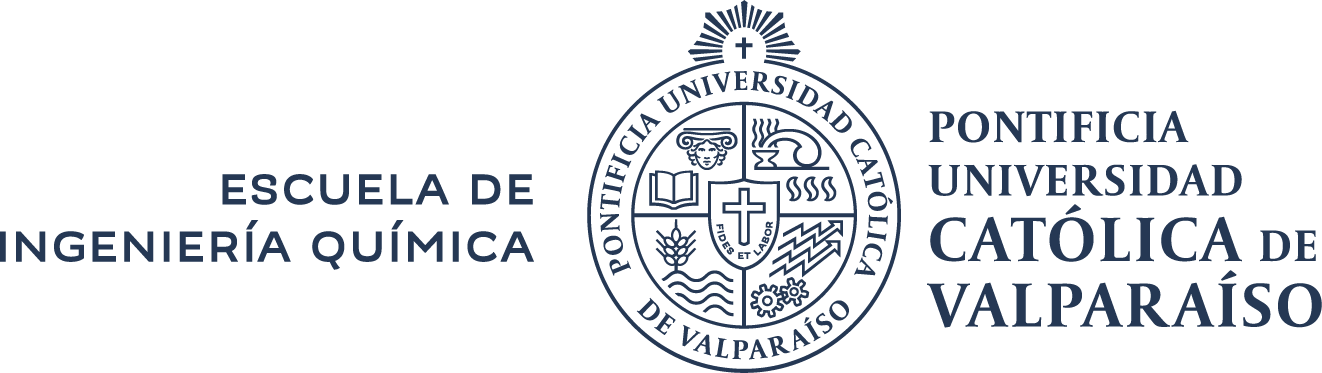 ESCUELA DE
INGENIERÍA QUÍMICA
PONTIFICIA UNIVERSIDAD CATÓLICA
DE VALPARAÍSO
FIDES ET LABOR
PONTIFICIA
UNIVERSIDAD
CATÓLICA DE
VALPARAÍSO